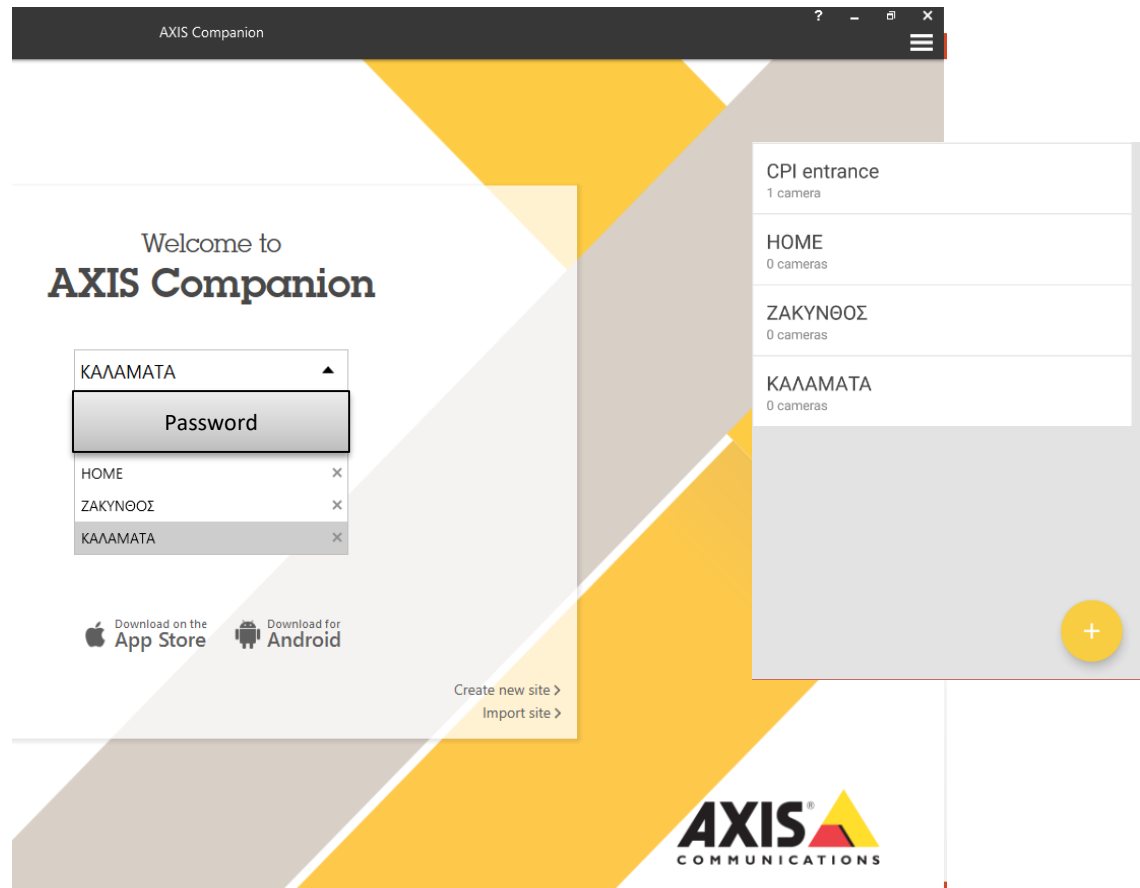 AXIS Companion
?
Welcome to
AXIS Companion
ΚΑΛΑΜΑΤΑ
Password
HOME
ΖΑΚΥΝΘΟΣ
ΚΑΛΑΜΑΤΑ
Download on the
App Store
Download for
Android
Create new site >
Import site >
CPI entrance
1 camera
HOME
0 cameras
ΖΑΚΥΝΘΟΣ
0 cameras
ΚΑΛΑΜΑΤΑ
0 cameras
+
AXIS®
COMMUNICATIONS